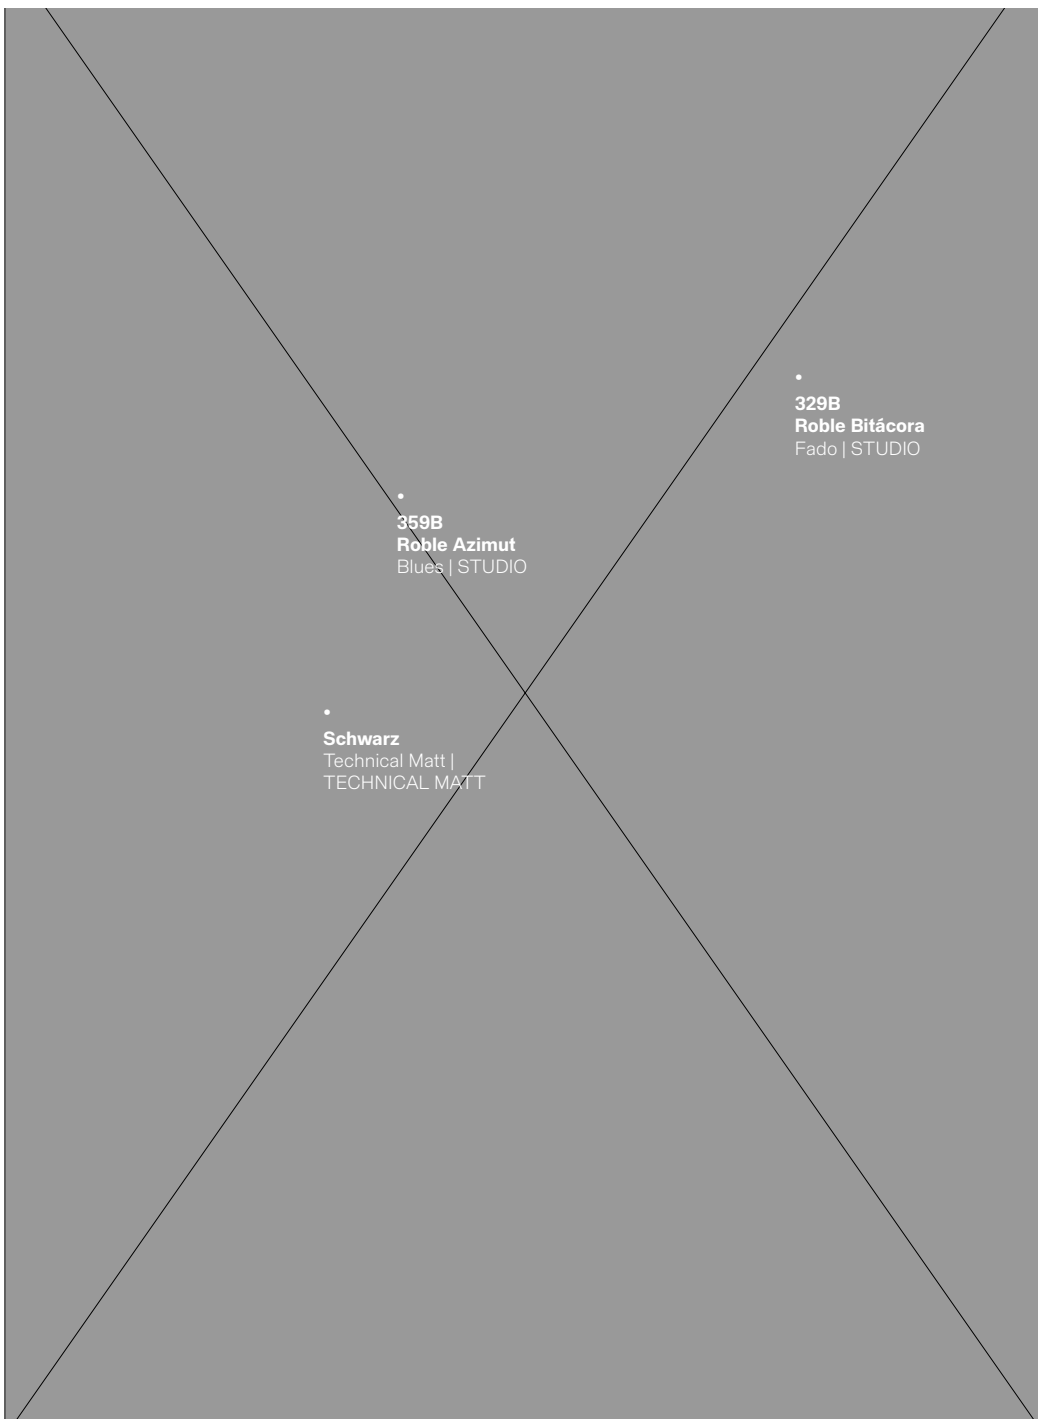 329B
Roble Bitácora
Fado | STUDIO
359B
Roble Azimut
Blues | STUDIO
Schwarz
Technical Matt |
TECHNICAL MATT